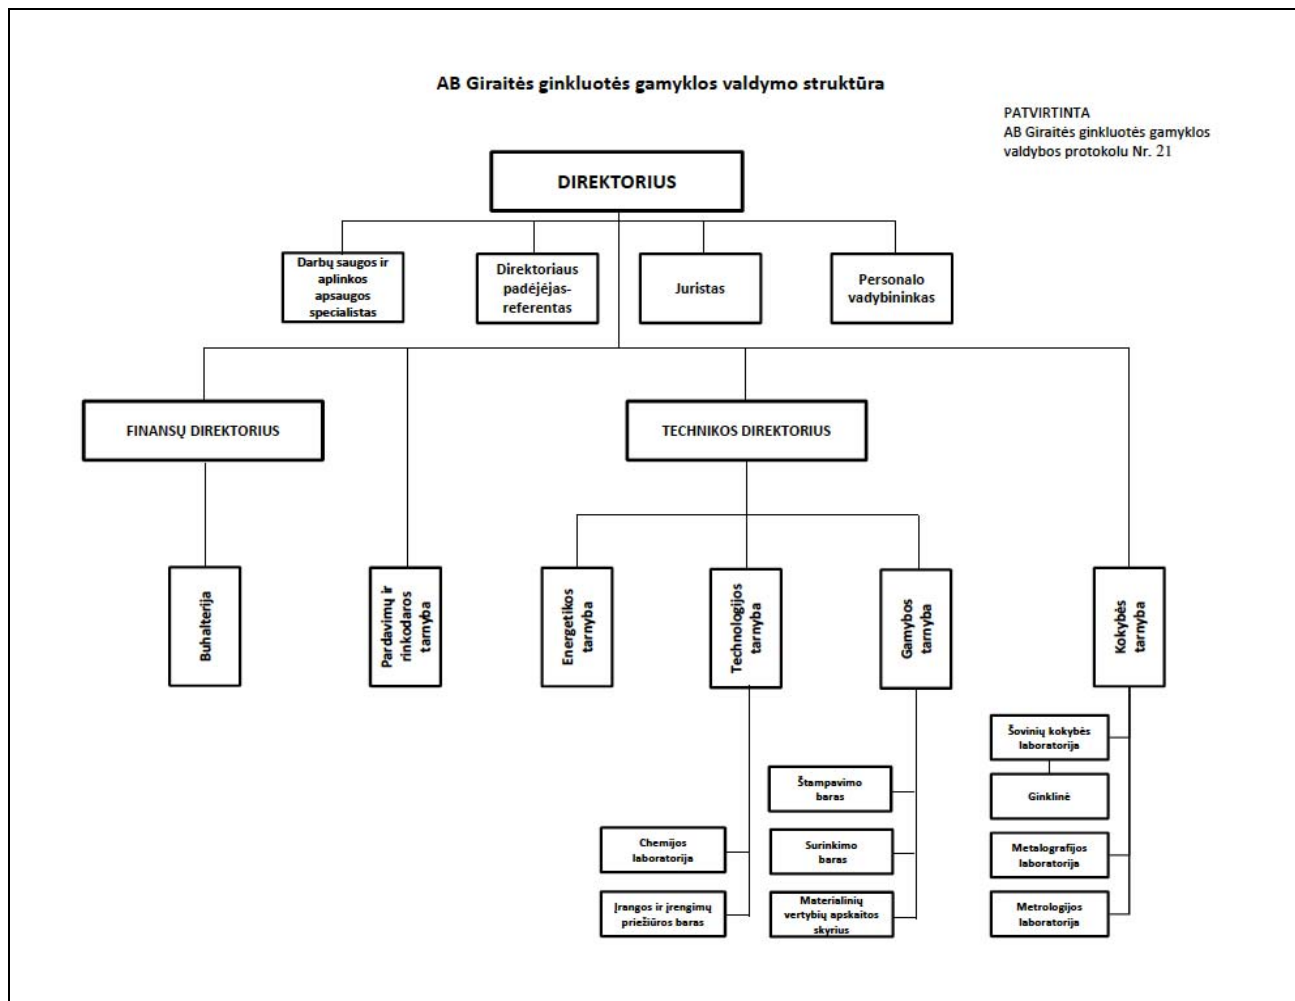 AB Giraitės ginkluotės gamyklos valdymo struktūra
PATVIRTINTA
AB Giraitės ginkluotės gamyklos
valdybos protokolu Nr. 21
DIREKTORIUS
Darbų saugos ir
aplinkos
apsaugos
specialistas
Direktoriaus
padėjėjas-
referentas
Juristas
Personalo
vadybininkas
FINANSŲ DIREKTORIUS
TECHNIKOS DIREKTORIUS
Buhalterija
Pardavimų ir
rinkodaros
tarnyba
Energetikos
tarnyba
Technologijos
tarnyba
Gamybos
tarnyba
Kokybės
tarnyba
Šovinių kokybės
laboratorija
Ginklinė
Štampavimo
baras
Chemijos
laboratorija
Surinkimo
baras
Metalografijos
laboratorija
Įrangos ir įrengimų
priežiūros baras
Materialinių
vertybių apskaitos
skyrius
Metrologijos
laboratorija